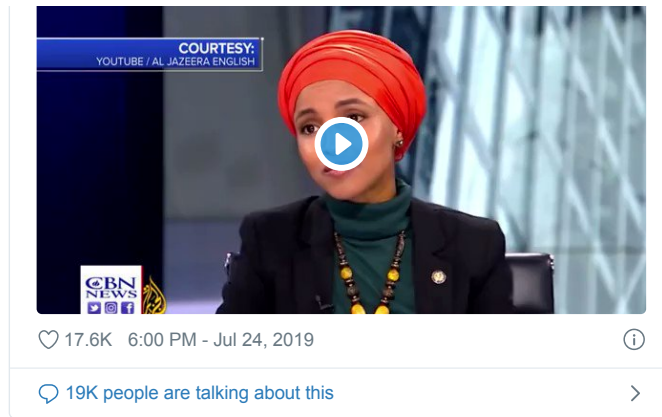 COURTESY:
YOUTUBE / AL JAZEERA ENGLISH
CBN
NEWS
17.6K 6:00 PM - Jul 24, 2019
19K people are talking about this